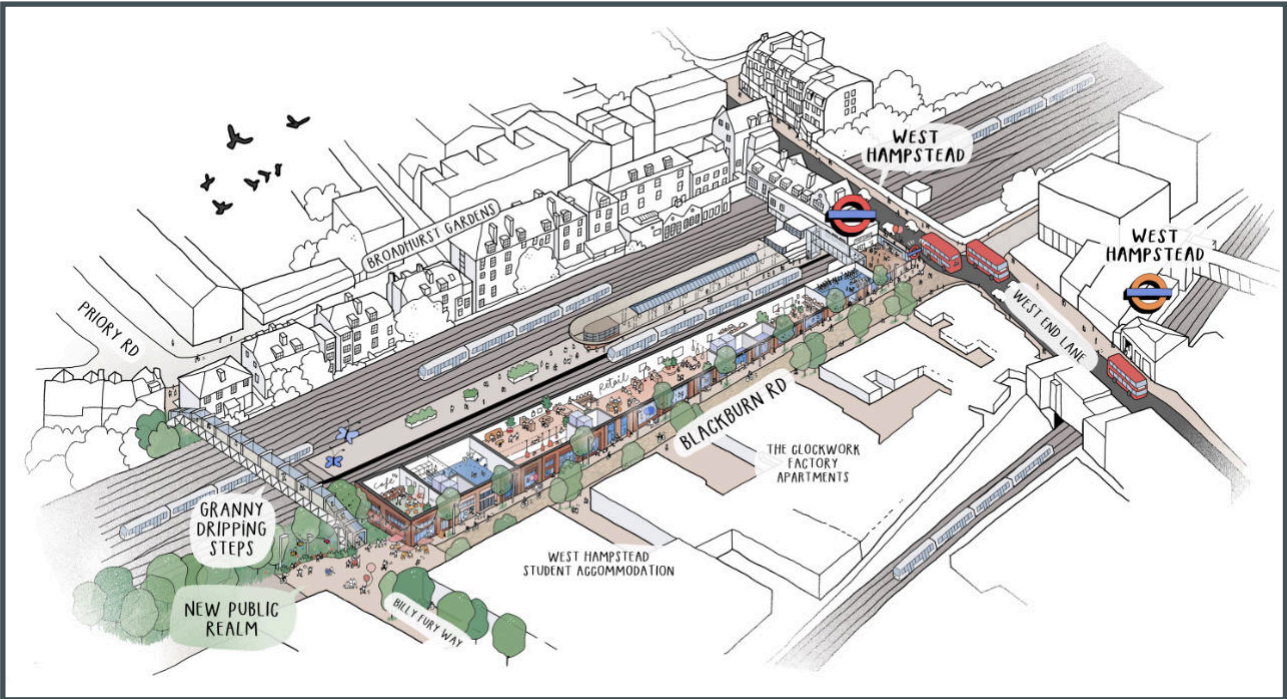 WEST
HAMPSTEAD
WEST
HAMPSTEAD
BROADHURST GARDENS
PRIORY RD
WEST END LANE
retail
BLACKBURN RD
THE CLOCKWORK
FACTORY
APARTMENTS
Café
GRANNY
DRIPPING
STEPS
WEST HAMPSTEAD
STUDENT ACCOMMODATION
NEW PUBLIC
REALM
BILLY FURY WAY